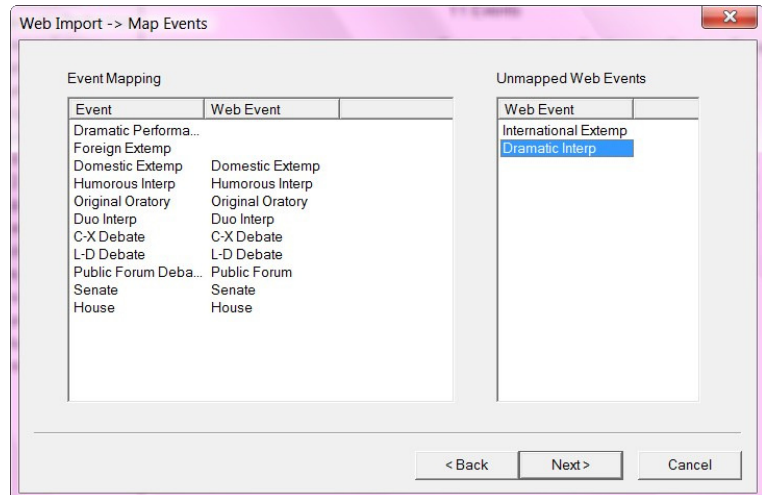 Web Import -> Map Events
Event Mapping
Unmapped Web Events
Event Web Event
Web Event
Dramatic Performa...
International Extemp
Foreign Extemp
Dramatic Interp
Domestic Extemp Domestic Extemp
Humorous Interp Humorous Interp
Original Oratory Original Oratory
Duo Interp Duo Interp
C-X Debate C-X Debate
L-D Debate L-D Debate
Public Forum Deba... Public Forum
Senate Senate
House House
< Back Next > Cancel